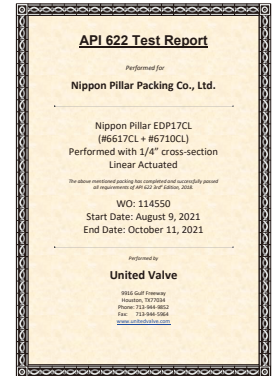 API 622 Test Report
Performed for
Nippon Pillar Packing Co., Ltd.
Nippon Pillar EDP17CL
(#6617CL + #6710CL)
Performed with 1/4" cross-section
Linear Actuated
The above mentioned packing has completed and successfully passed
all requirements of API 622 3rdf Edition, 2018.
WO: 114550
Start Date: August 9, 2021
End Date: October 11, 2021
Performed by
United Valve
9916 Gulf Freeway
Houston, TX77034
Phone: 713-944-9852
Fax: 713-944-5964
www.unitedvalve.com